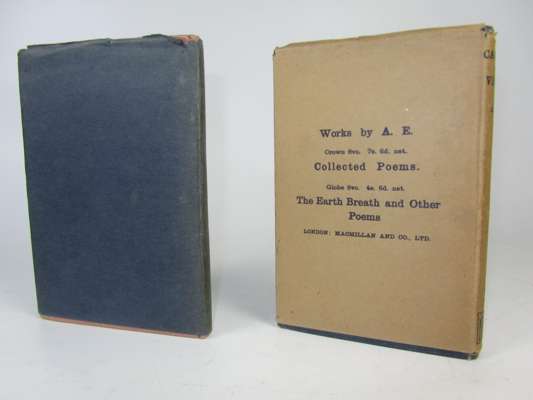 Works by A. E.
Crown 8vo. 7s. 6d. net.
Collected Poems.
Globe 8vo. 4s. 6d. net.
The Earth Breath and Other
Poems
LONDON: MACMILLAN AND CO., LTD.